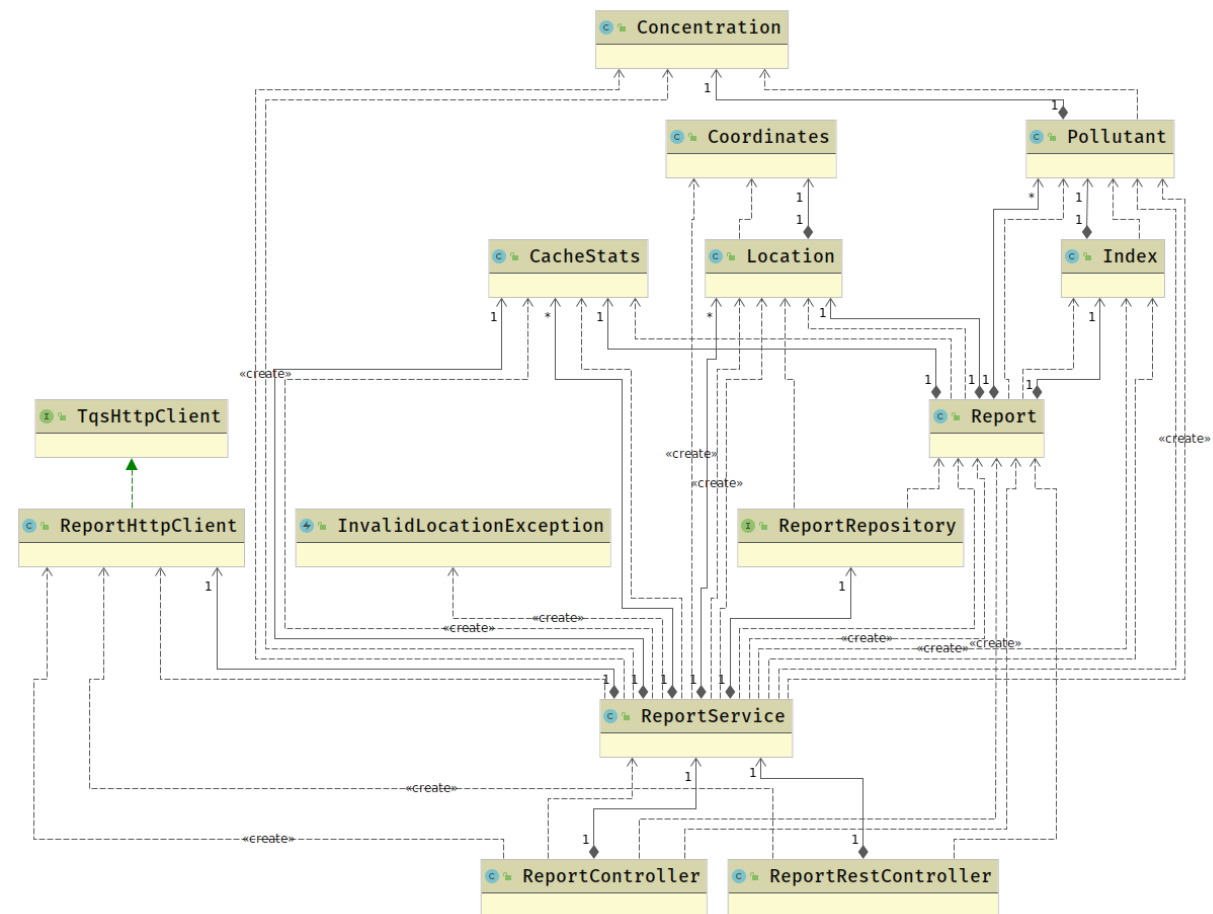 C Concentration
1
1
C Coordinates
C Pollutant
1
1
*
1
1
C CacheStats
C Location
C Index
1
*
1
*
1
1
«create»
1
1
1
1
I TqsHttpClient
C Report
«create»
«create»
«create»
C ReportHttpClient
InvalidLocationException
I ReportRepository
1
1
«create»
«create»
«create»
«create»
«create»
1
1
1
1
1
C ReportService
1
1
«create»
«create»
1
1
C ReportController
C ReportRestController